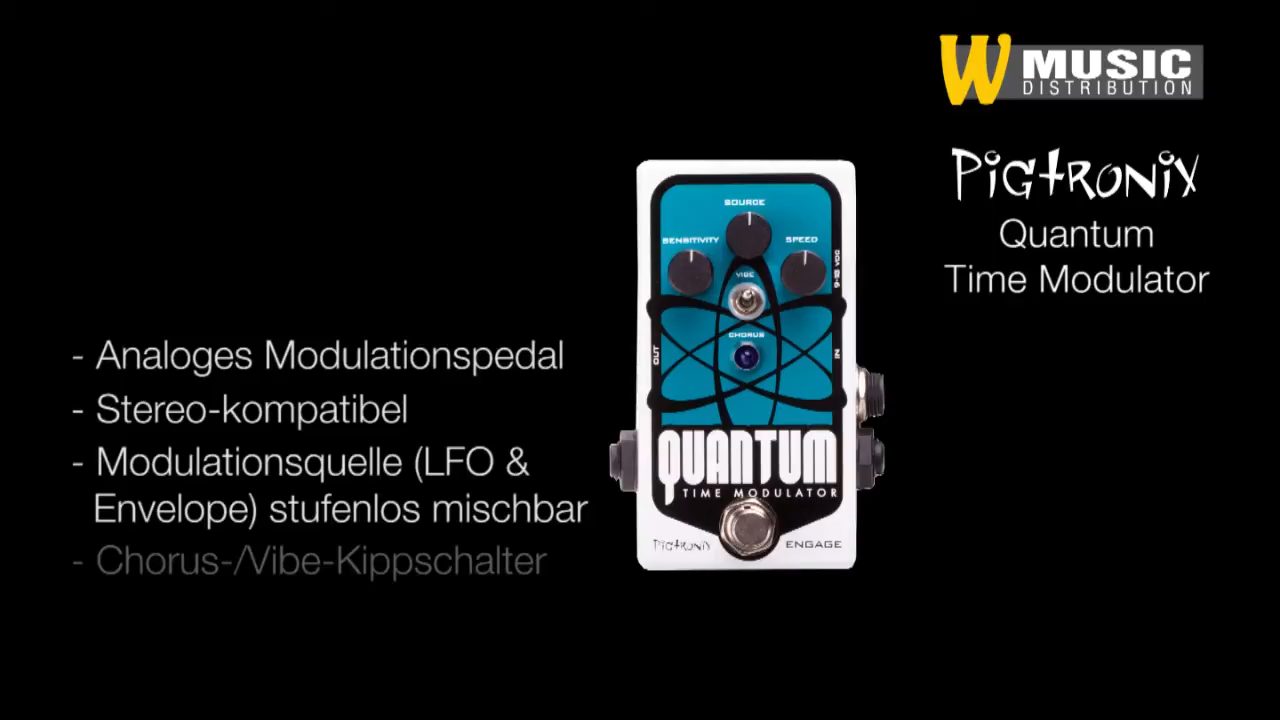 W MUSIC
DISTRIBUTION
PIGTRONIX
Quantum
Time Modulator
- Analoges Modulationspedal
- Stereo-kompatibel
- Modulationsquelle (LFO &
Envelope) stufenlos mischbar
- Chorus-/Vibe-Kippschalter
SOURCE
SENSITIVITY
SPEED
VIBE
9-18 VDC
CHORUS
OUT
IN
QUANTUM
TIME MODULATOR
PIGTRONIX
ENGAGE